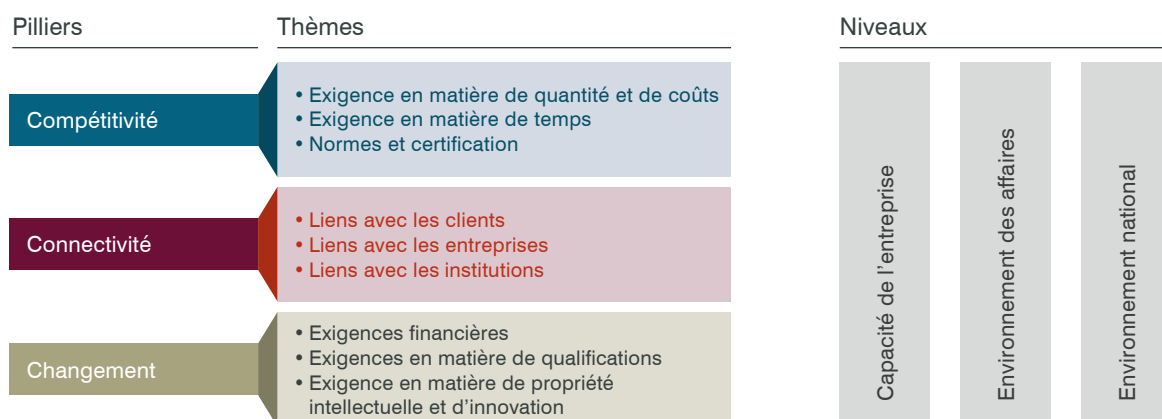 Pilliers
Thèmes
Niveaux
Compétitivité
• Exigence en matière de quantité et de coûts
• Exigence en matière de temps
• Normes et certification
Connectivité
• Liens avec les clients
• Liens avec les entreprises
• Liens avec les institutions
Changement
• Exigences financières
• Exigences en matière de qualifications
• Exigence en matière de propriété
intellectuelle et d'innovation
Capacité de l'entreprise
Environnement des affaires
Environnement national